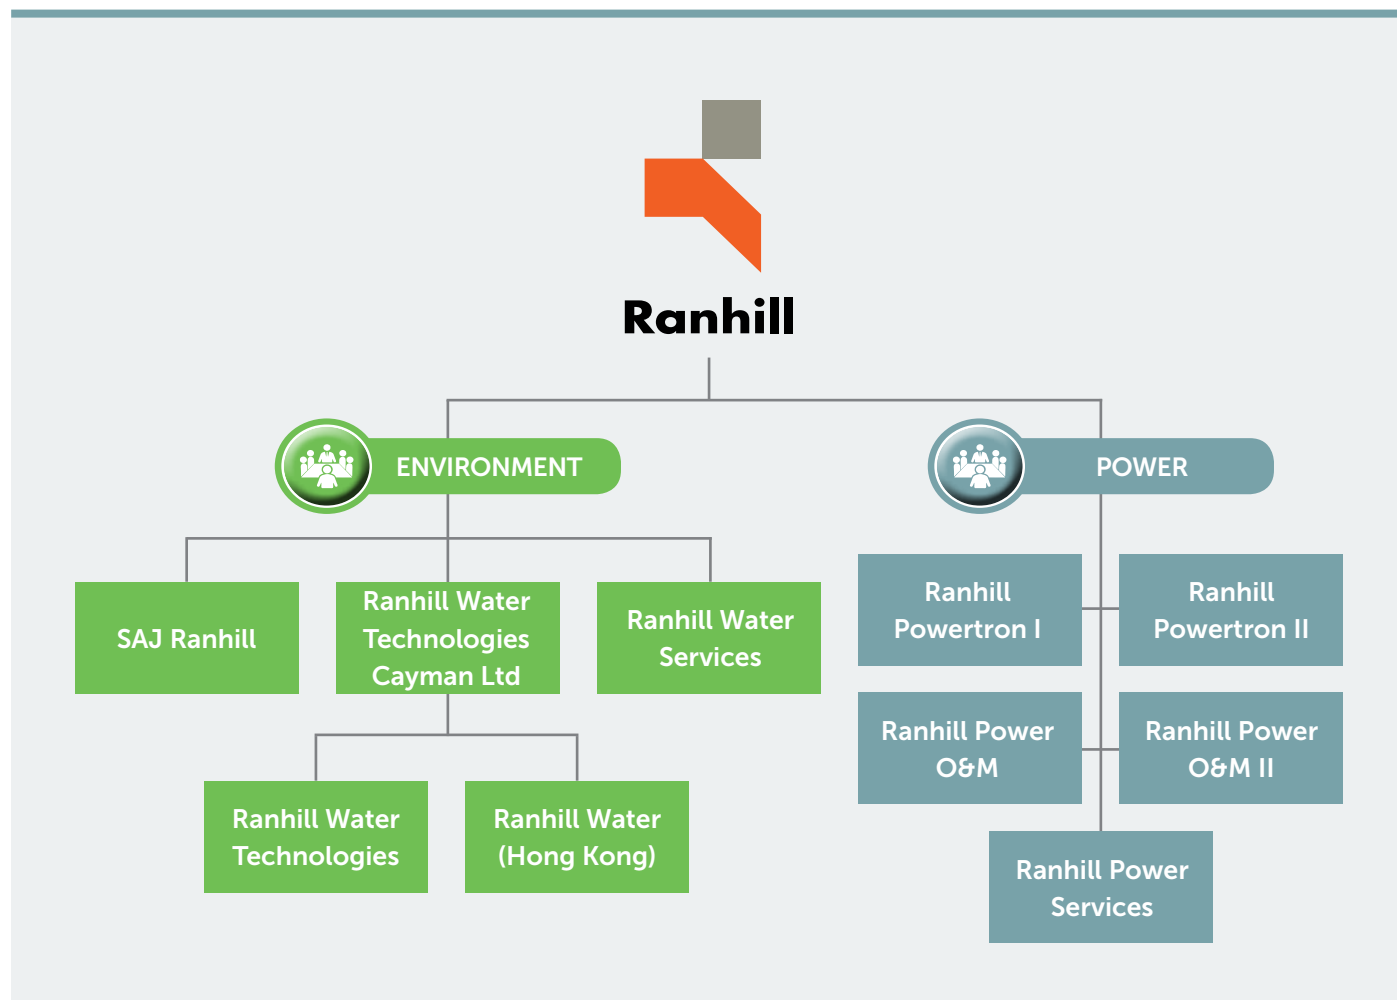 Ranhill
ENVIRONMENT
SAJ Ranhill
Ranhill Water
Technologies
Cayman Ltd
Ranhill Water
Services
Ranhill Water
Technologies
Ranhill Water
(Hong Kong)
POWER
Ranhill
Powertron I
Ranhill
Powertron II
Ranhill Power
O&M
Ranhill Power
O&M II
Ranhill Power
Services